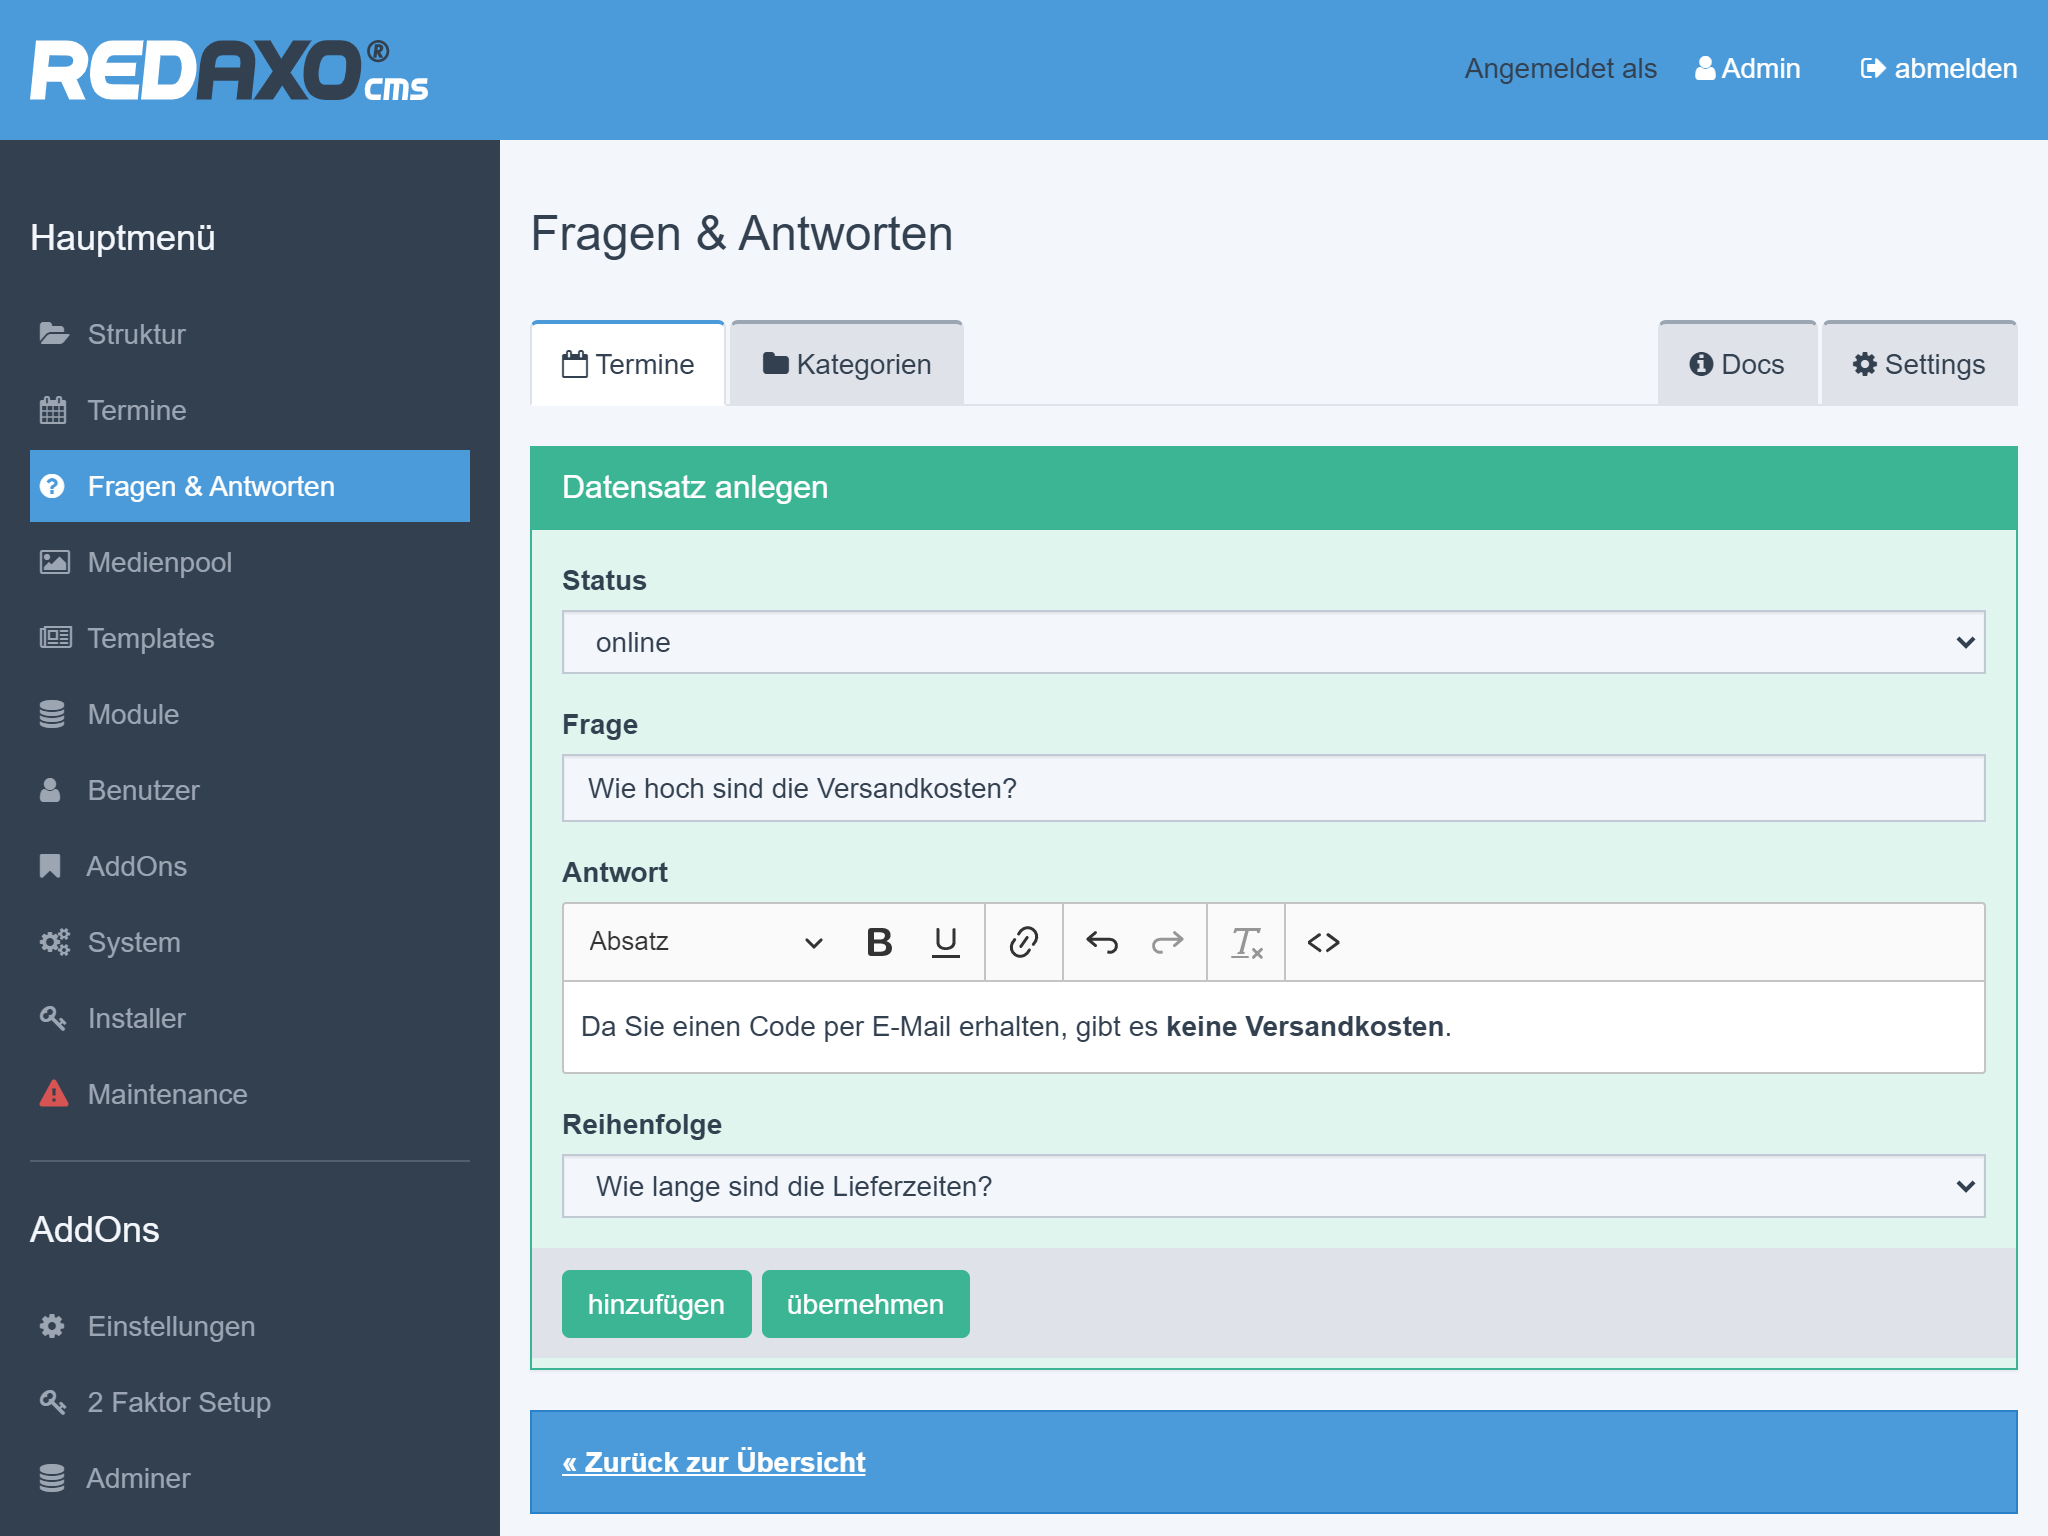 REDAXO® cms
Angemeldet als Admin abmelden
Hauptmenü
Struktur
Termine
Fragen & Antworten
Medienpool
Templates
Module
Benutzer
AddOns
System
Installer
Maintenance
AddOns
Einstellungen
2 Faktor Setup
Adminer
Fragen & Antworten
Termine Kategorien Docs Settings
Datensatz anlegen
Status
online
Frage
Wie hoch sind die Versandkosten?
Antwort
Absatz B U
Da Sie einen Code per E-Mail erhalten, gibt es keine Versandkosten.
Reihenfolge
Wie lange sind die Lieferzeiten?
hinzufügen übernehmen
« Zurück zur Übersicht